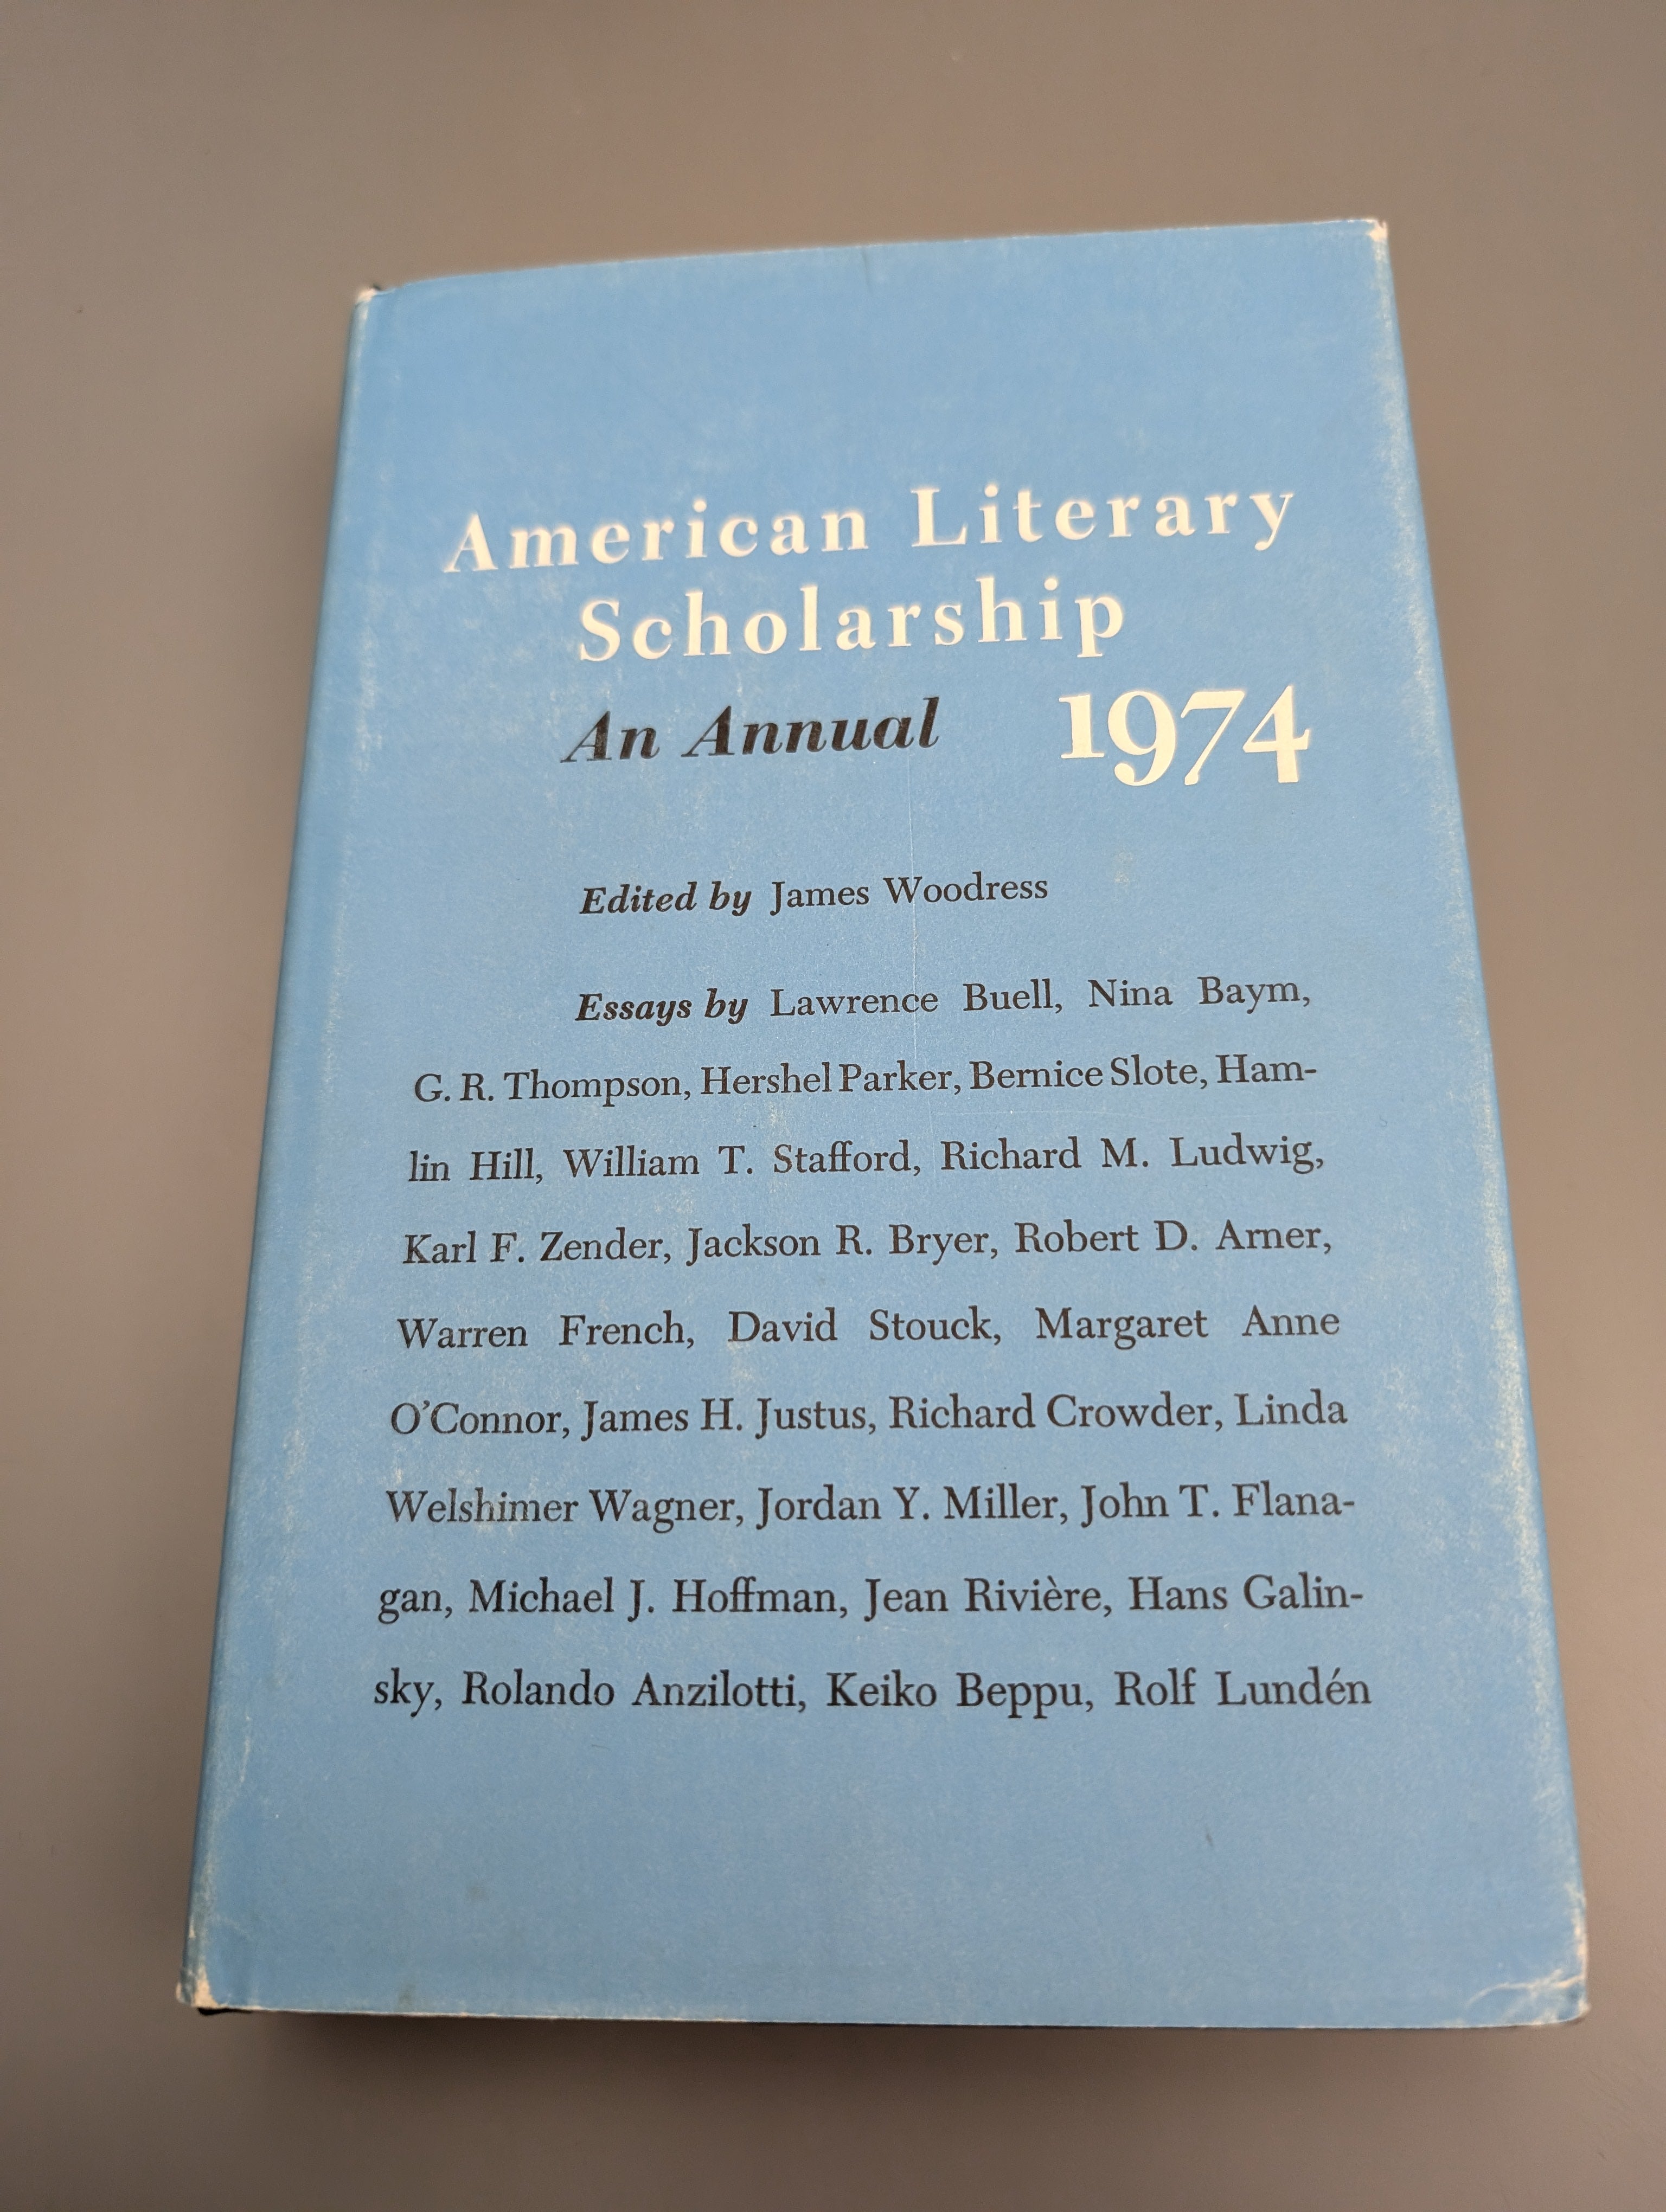 American Literary
Scholarship
An Annual 1974
Edited by James Woodress
Essays by Lawrence Buell, Nina Baym,
G. R. Thompson, Hershel Parker, Bernice Slote, Ham-
lin Hill, William T. Stafford, Richard M. Ludwig,
Karl F. Zender, Jackson R. Bryer, Robert D. Arner,
Warren French, David Stouck, Margaret Anne
O'Connor, James H. Justus, Richard Crowder, Linda
Welshimer Wagner, Jordan Y. Miller, John T. Flana-
gan, Michael J. Hoffman, Jean Rivière, Hans Galin-
sky, Rolando Anzilotti, Keiko Beppu, Rolf Lundén